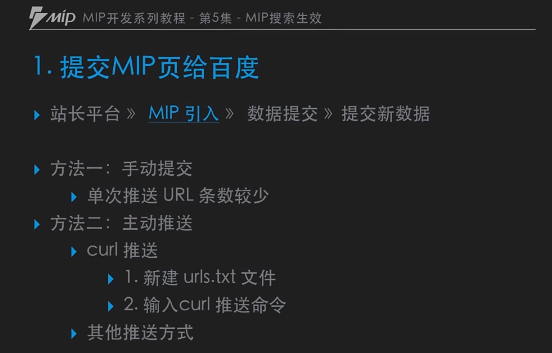 mip MIP开发系列教程 - 第5集 - MIP搜索生效
1. 提交MIP页给百度
站长平台 》 MIP 引入 》 数据提交 》提交新数据
方法一：手动提交
单次推送 URL 条数较少
方法二：主动推送
curl 推送
1. 新建 urls.txt 文件
2. 输入curl 推送命令
其他推送方式